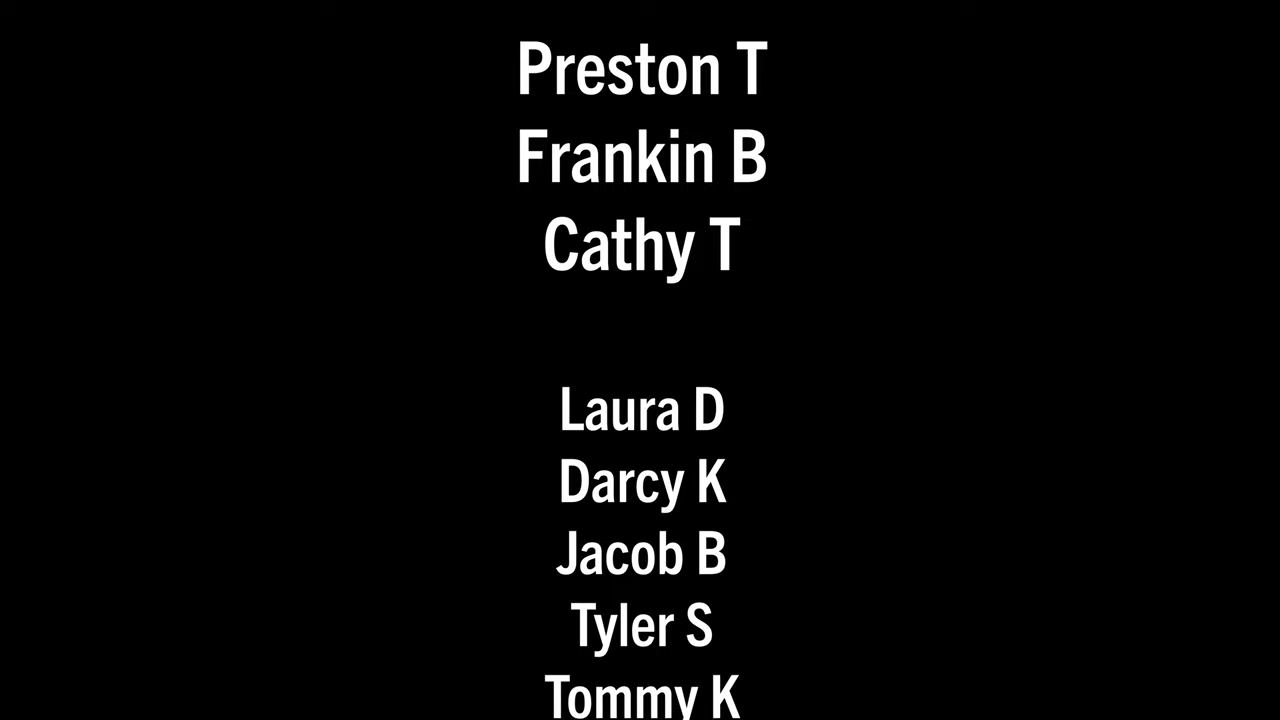 Preston T
Frankin B
Cathy T
Laura D
Darcy K
Jacob B
Tyler S
Tommy K